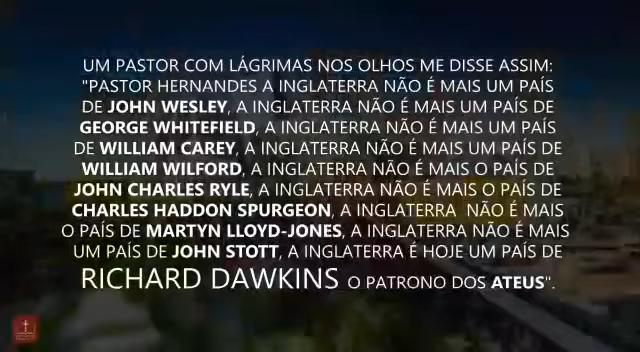 UM PASTOR COM LÁGRIMAS NOS OLHOS ME DISSE ASSIM:
"PASTOR HERNANDES A INGLATERRA NÃO É MAIS UM PAÍS
DE JOHN WESLEY, A INGLATERRA NÃO É MAIS UM PAÍS DE
GEORGE WHITEFIELD, A INGLATERRA NÃO É MAIS UM PAÍS
DE WILLIAM CAREY, A INGLATERRA NÃO É MAIS UM PAÍS DE
WILLIAM WILFORD, A INGLATERRA NÃO É MAIS O PAÍS DE
JOHN CHARLES RYLE, A INGLATERRA NÃO É MAIS O PAÍS DE
CHARLES HADDON SPURGEON, A INGLATERRA NÃO É MAIS
O PAÍS DE MARTYN LLOYD-JONES, A INGLATERRA NÃO É MAIS
UM PAÍS DE JOHN STOTT, A INGLATERRA É HOJE UM PAÍS DE
RICHARD DAWKINS O PATRONO DOS ATEUS".